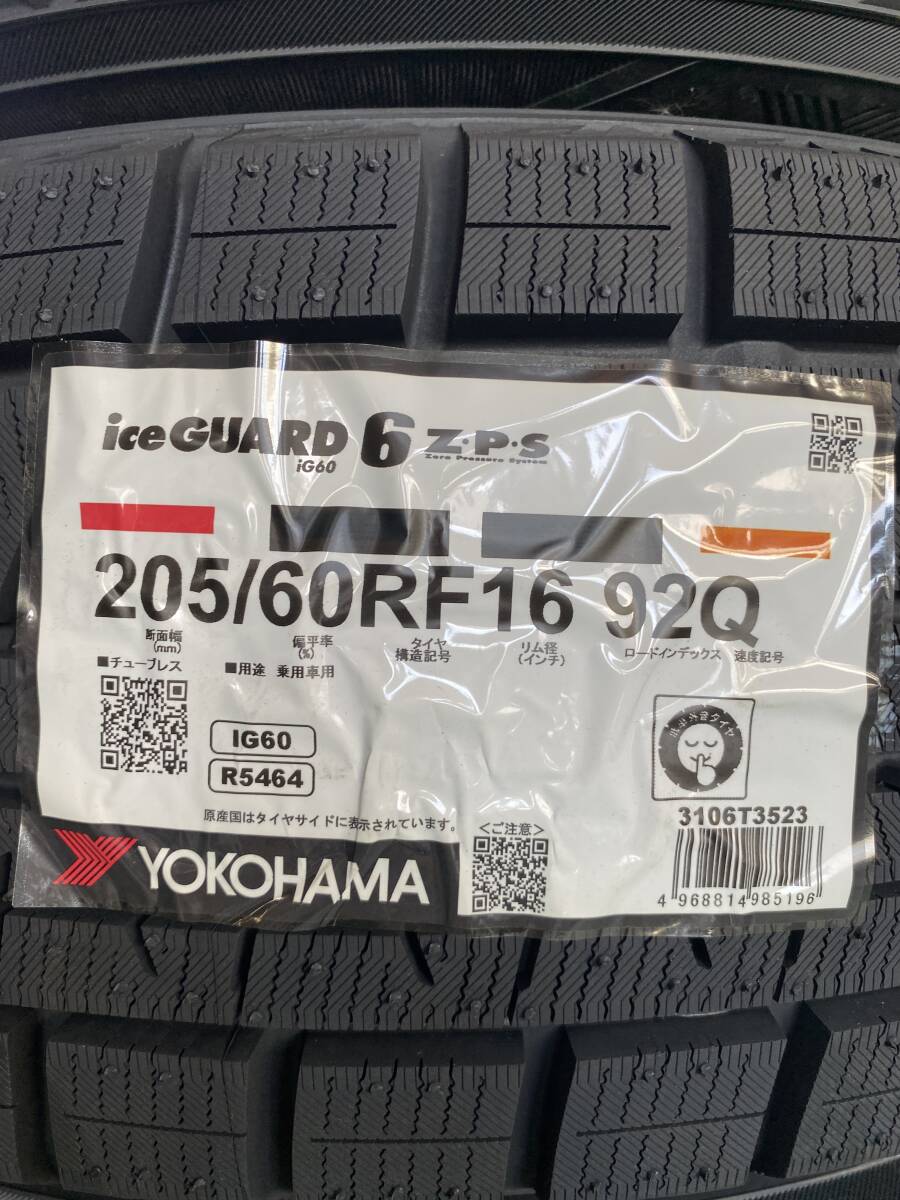 iceGUARD 6 Z·P·S
iG60
Zero Pressure System
205/60RF16 92Q
断面幅
(mm)
偏平率
(%)
タイヤ
構造記号
リム径
(インチ)
ロードインデックス 速度記号
■チューブレス
■用途 乗用車用
IG60
R5464
原産国はタイヤサイドに表示されています。
<ご注意>
3106T3523
4 968814 985196
YOKOHAMA